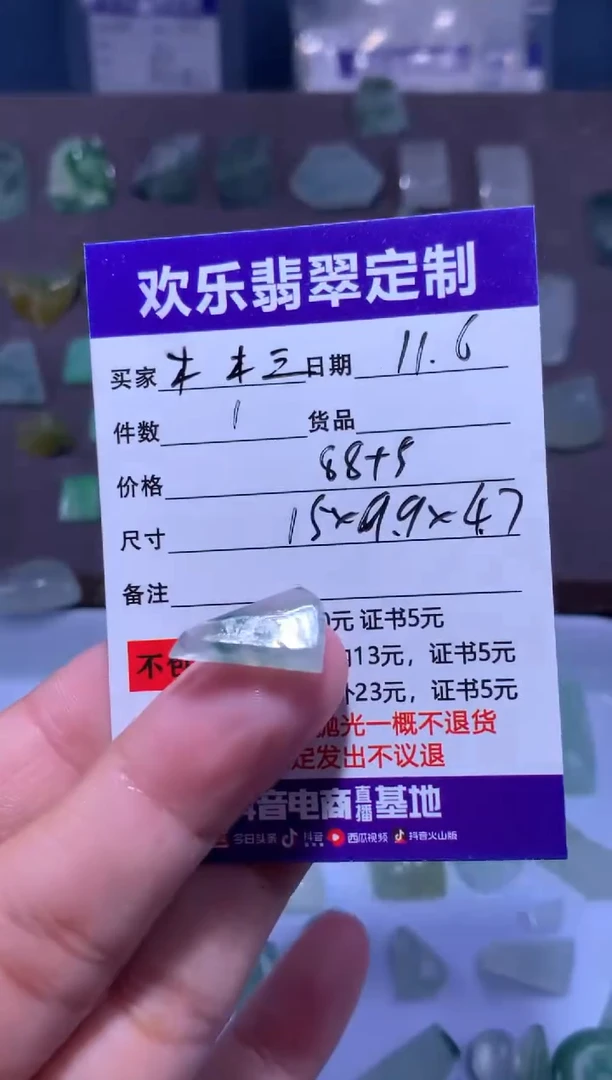 欢乐翡翠定制
买家 木 木三 日期 11.6
件数 1 货品
价格 88+5
尺寸 15×9.9×4.7
备注
0元 证书5元
不包
13元，证书5元
外23元，证书5元
抛光一概不退货
定发出不议退
抖音电商直播基地
今日头条 抖音 西瓜视频 抖音火山版